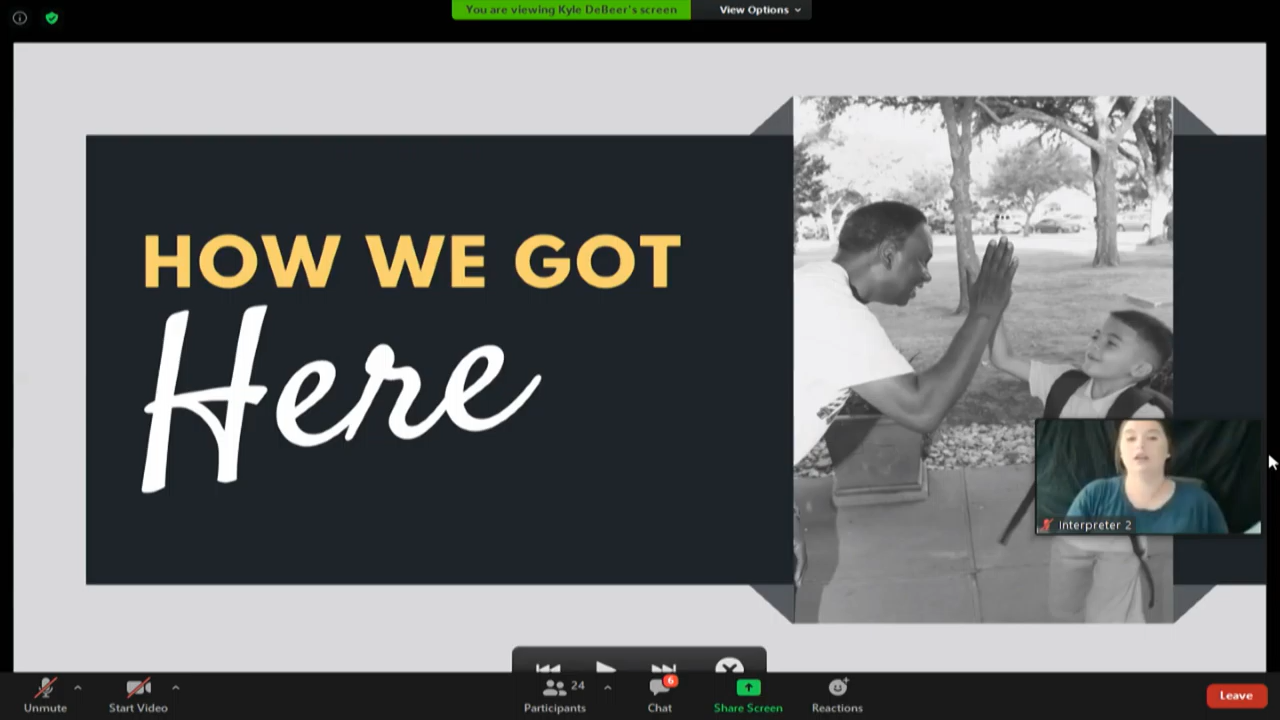 You are viewing Kyle DeBeer's screen
View Options
HOW WE GOT
Here
Interpreter 2
Unmute
Start Video
24
Participants
6
Chat
Share Screen
Reactions
Leave